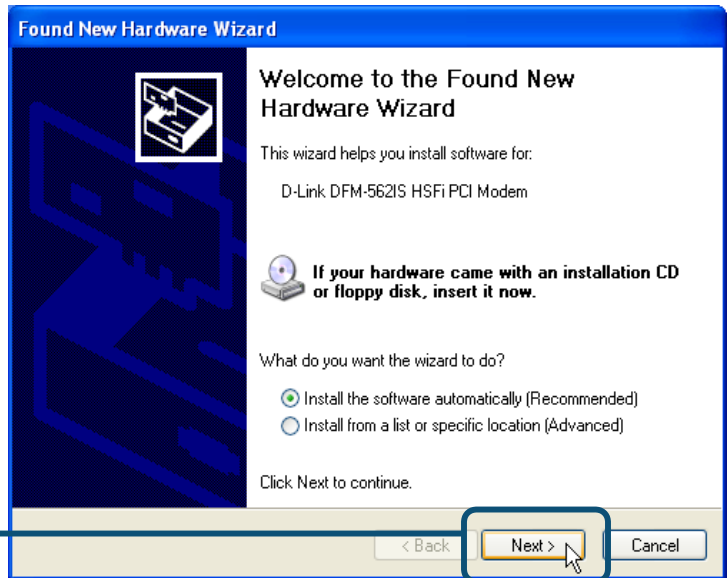 Found New Hardware Wizard
Welcome to the Found New
Hardware Wizard
This wizard helps you install software for:
D-Link DFM-562IS HSFi PCI Modem
If your hardware came with an installation CD
or floppy disk, insert it now.
What do you want the wizard to do?
Install the software automatically (Recommended)
Install from a list or specific location (Advanced)
Click Next to continue.
< Back Next > Cancel